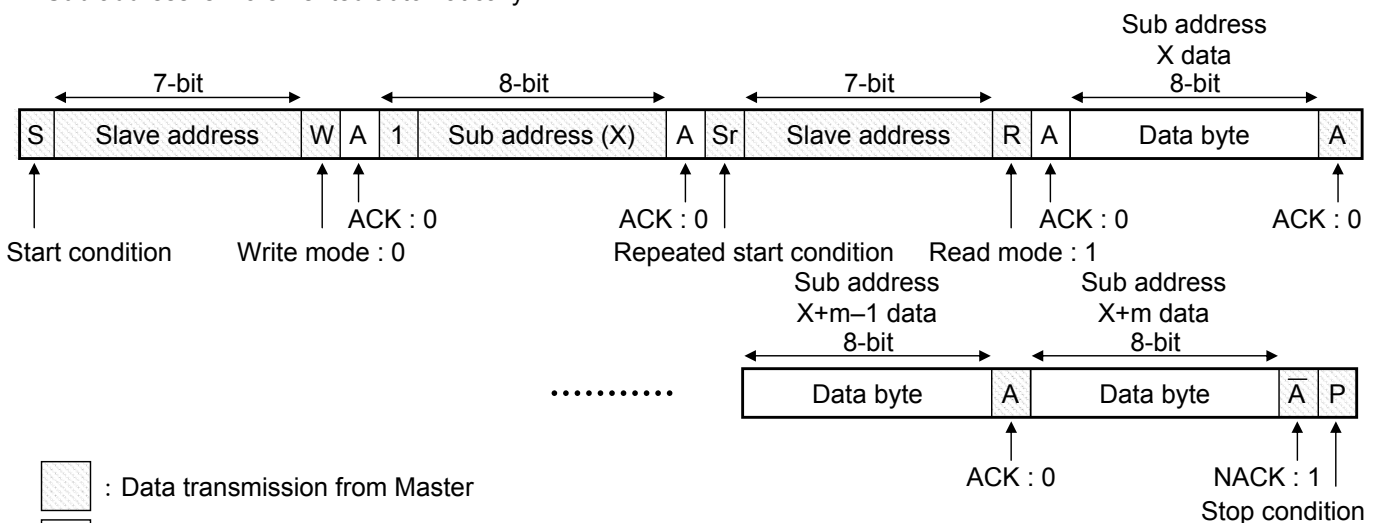 Sub address
X data
7-bit 8-bit 7-bit 8-bit
S Slave address W A 1 Sub address (X) A Sr Slave address R A Data byte A
ACK : 0 ACK : 0 ACK : 0 ACK : 0
Start condition Write mode : 0 Repeated start condition Read mode : 1
Sub address Sub address
X+m–1 data X+m data
8-bit 8-bit
........... Data byte A Data byte A̅ P
ACK : 0 NACK : 1
: Data transmission from Master
Stop condition